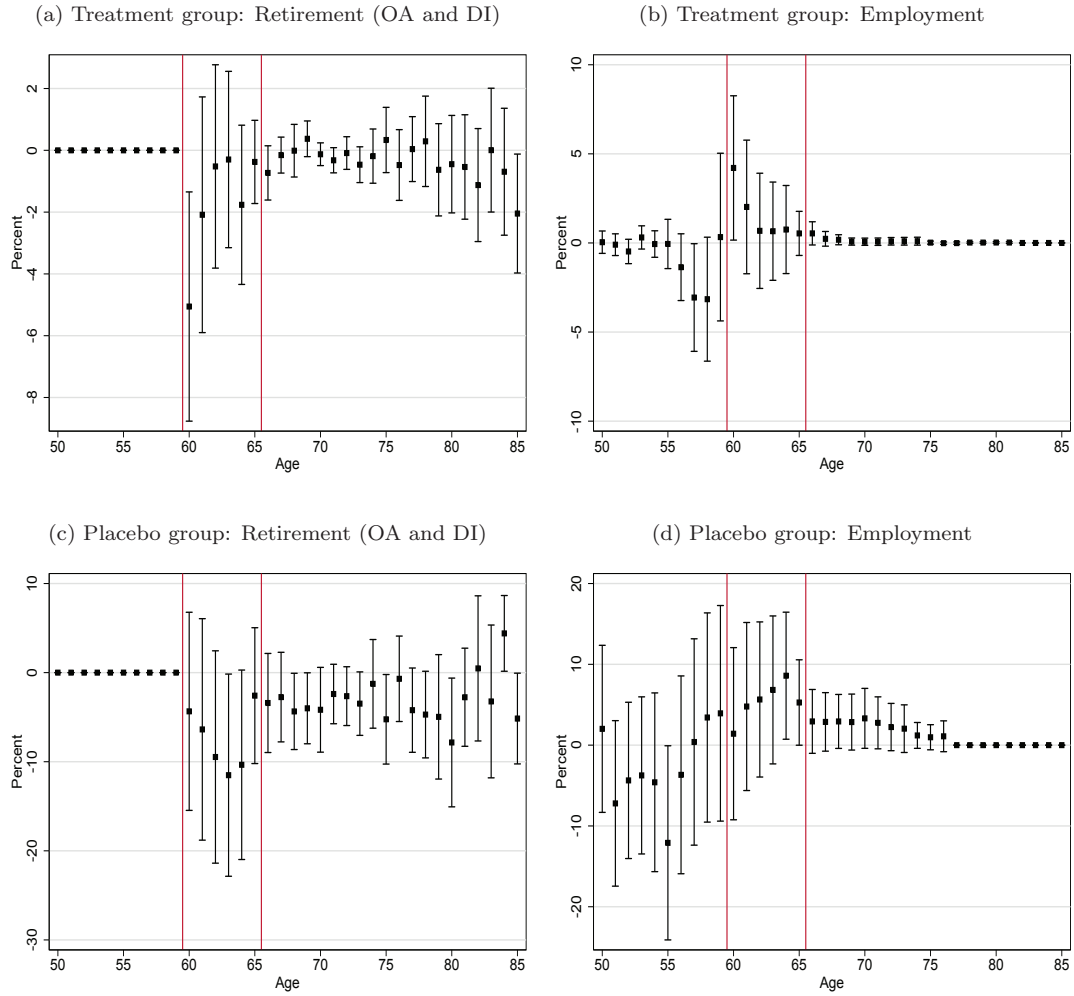 (a) Treatment group: Retirement (OA and DI)
2
0
-2
-4
-6
-8
Percent
50 55 60 65 70 75 80 85
Age
(b) Treatment group: Employment
10
5
0
-5
-10
Percent
50 55 60 65 70 75 80 85
Age
(c) Placebo group: Retirement (OA and DI)
10
0
-10
-20
-30
Percent
50 55 60 65 70 75 80 85
Age
(d) Placebo group: Employment
20
10
0
-10
-20
Percent
50 55 60 65 70 75 80 85
Age